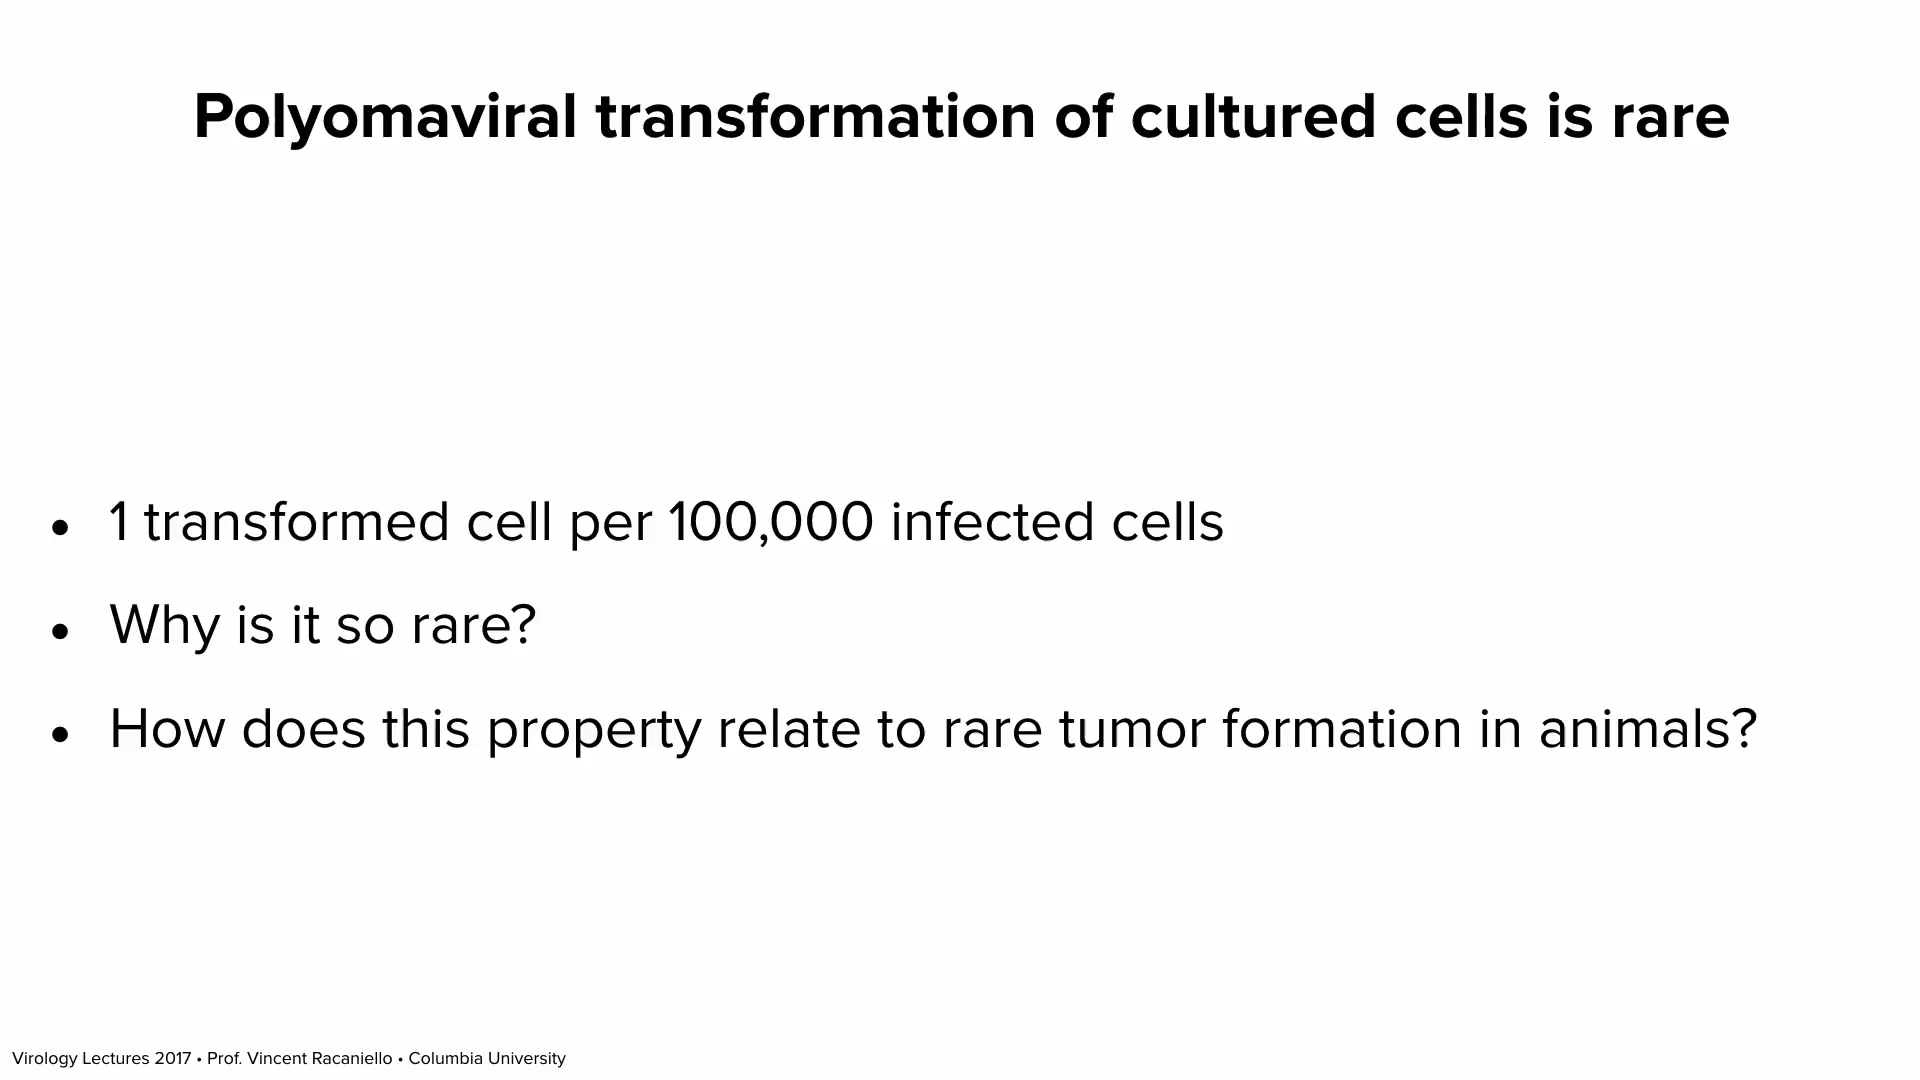 Polyomaviral transformation of cultured cells is rare
• 1 transformed cell per 100,000 infected cells
• Why is it so rare?
• How does this property relate to rare tumor formation in animals?
Virology Lectures 2017 • Prof. Vincent Racaniello • Columbia University